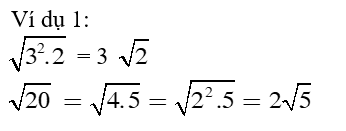 Ví dụ 1:
√(3².2) = 3 √2
√20 = √(4.5) = √(2².5) = 2√5